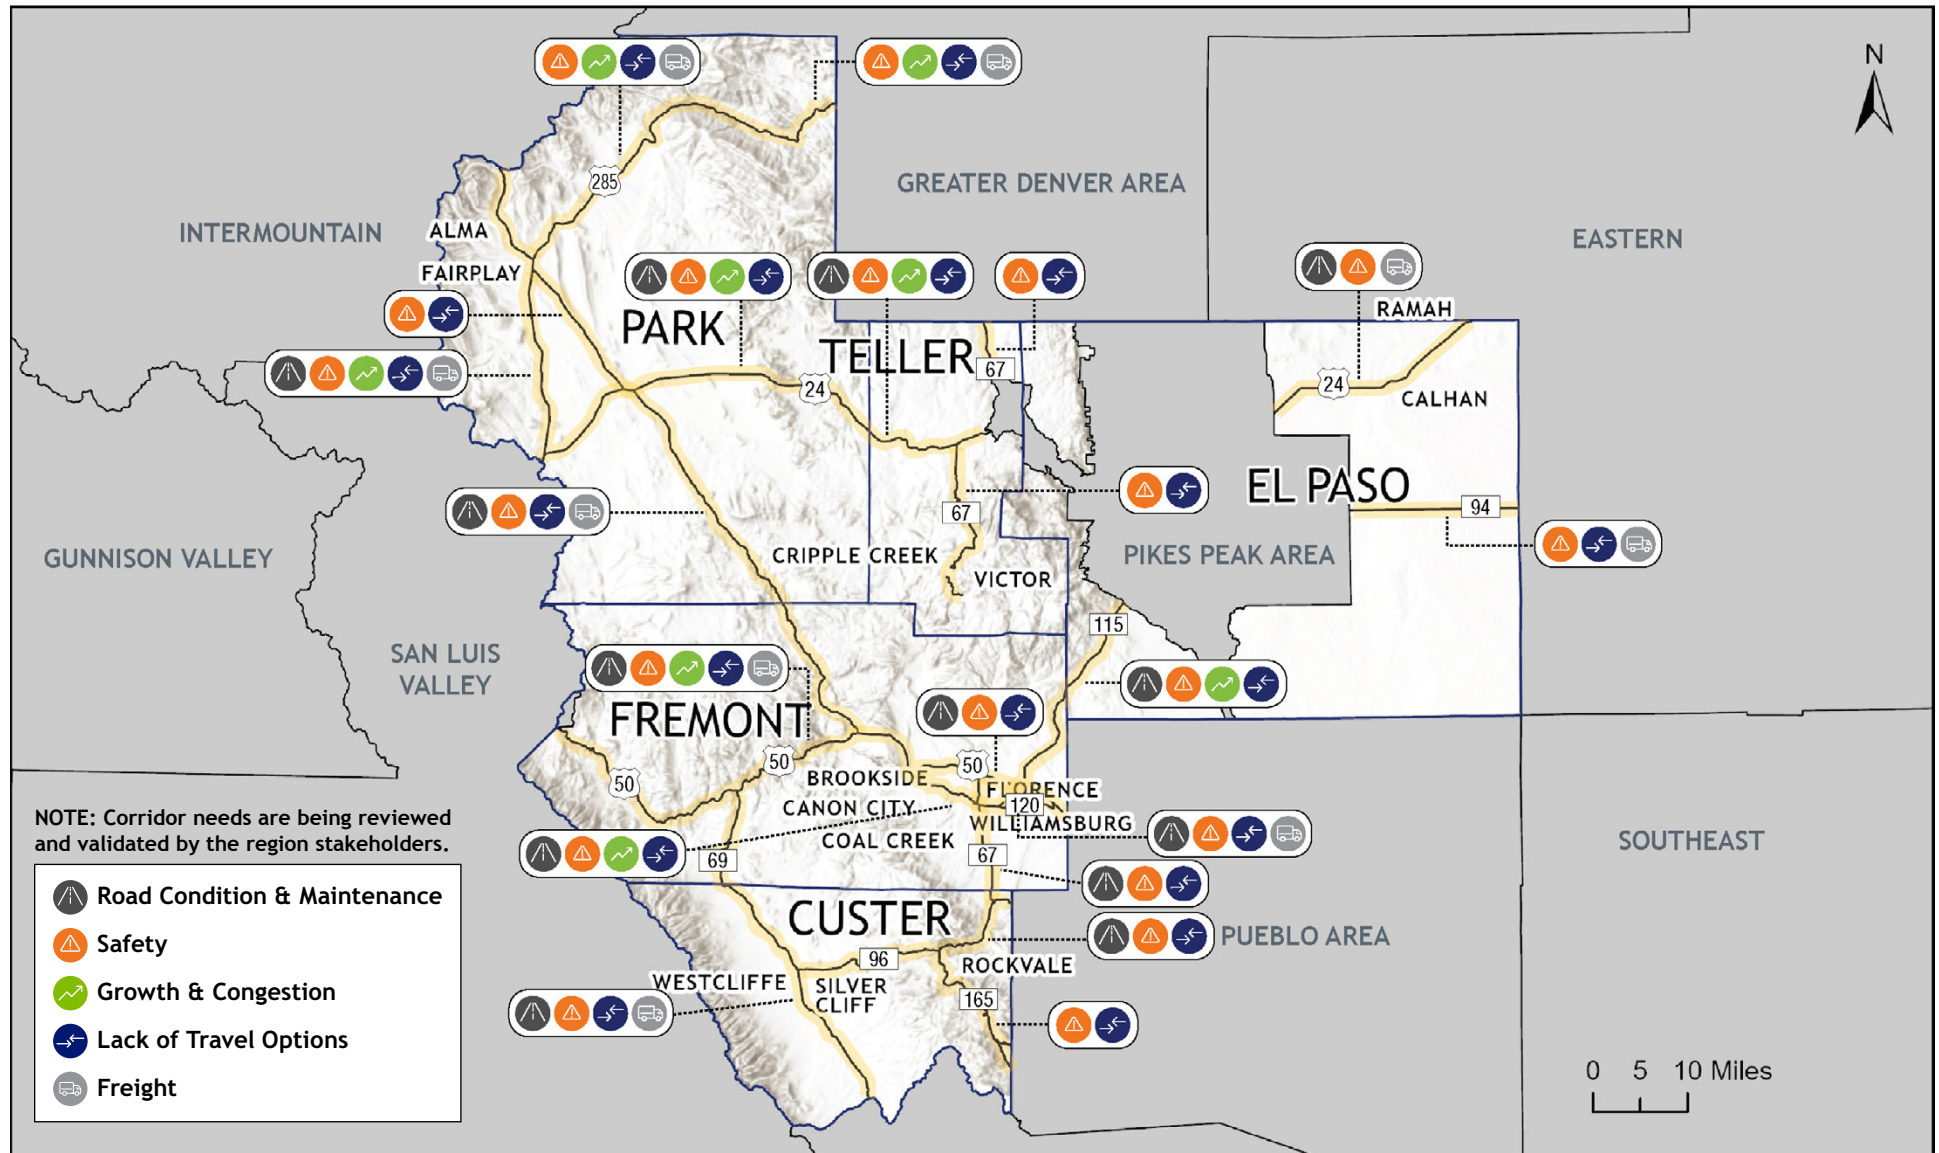 N
285
GREATER DENVER AREA
INTERMOUNTAIN
ALMA
EASTERN
FAIRPLAY
RAMAH
PARK
TELLER
67
24
24
CALHAN
EL PASO
94
67
GUNNISON VALLEY
CRIPPLE CREEK
VICTOR
PIKES PEAK AREA
115
SAN LUIS
VALLEY
FREMONT
50
50
50
BROOKSIDE
FLORENCE
CANON CITY
120
WILLIAMSBURG
COAL CREEK
67
69
SOUTHEAST
NOTE: Corridor needs are being reviewed
and validated by the region stakeholders.
Road Condition & Maintenance
Safety
Growth & Congestion
Lack of Travel Options
Freight
CUSTER
PUEBLO AREA
96
ROCKVALE
WESTCLIFFE
SILVER
CLIFF
165
0 5 10 Miles